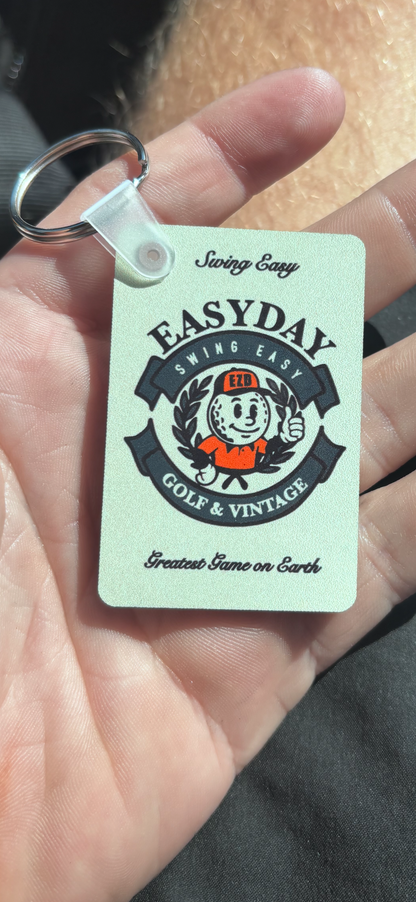 Swing Easy
EASYDAY
SWING EASY
EZD
GOLF & VINTAGE
Greatest Game on Earth